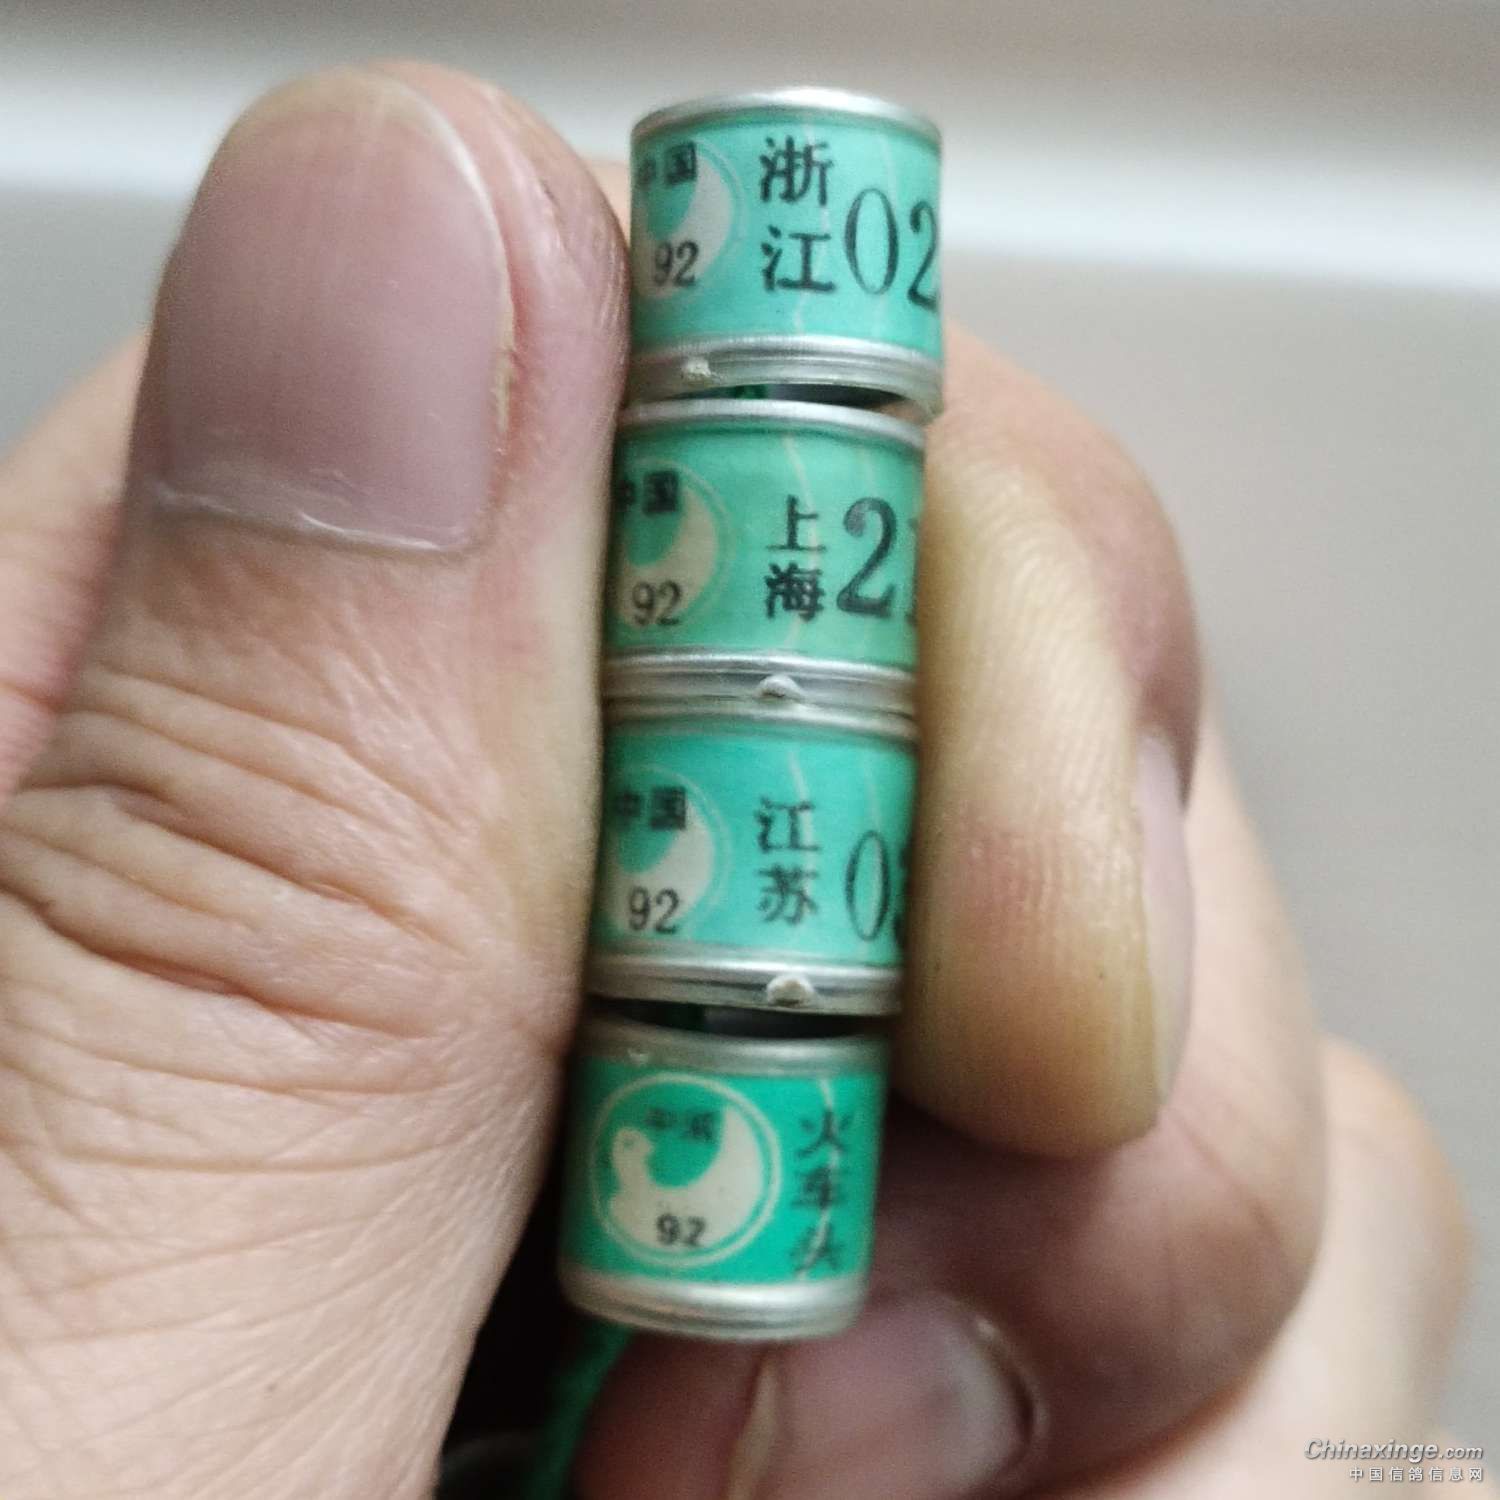 中国
92
浙江
02
中国
92
上海
2
中国
92
江苏
0
中国
92
火车头
Chinaxinge.com
中国信鸽信息网